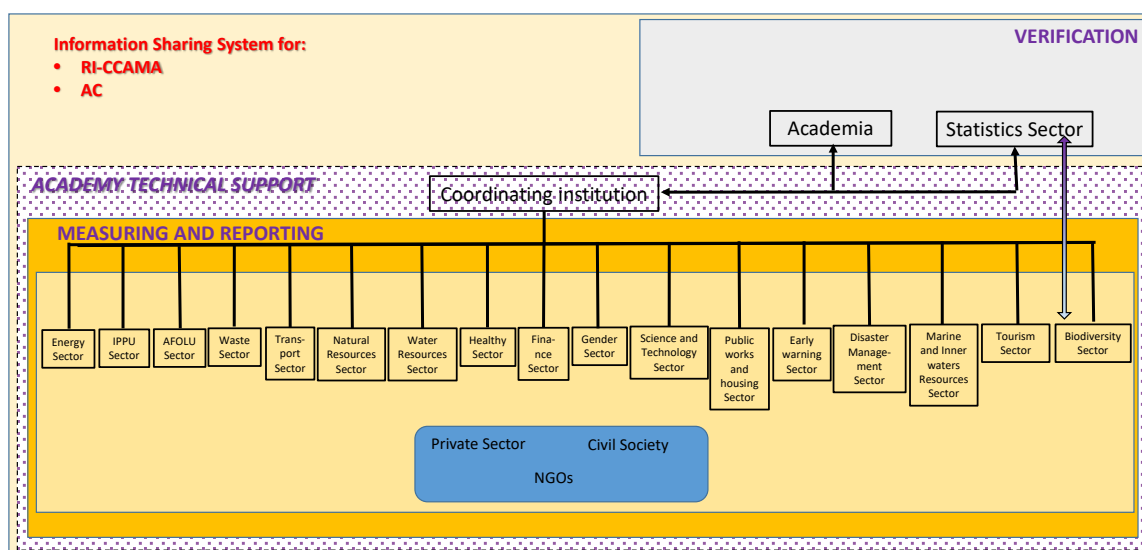 Information Sharing System for:
• RI-CCAMA
• AC
VERIFICATION
Academia
Statistics Sector
ACADEMY TECHNICAL SUPPORT
Coordinating institution
MEASURING AND REPORTING
Energy
Sector
IPPU
Sector
AFOLU
Sector
Waste
Sector
Trans-
port
Sector
Natural
Resources
Sector
Water
Resources
Sector
Healthy
Sector
Fina-
nce
Sector
Gender
Sector
Science and
Technology
Sector
Public
works
and
housing
Sector
Early
warning
Sector
Disaster
Manage-
ment
Sector
Marine
and Inner
waters
Resources
Sector
Tourism
Sector
Biodiversity
Sector
Private Sector
Civil Society
NGOs